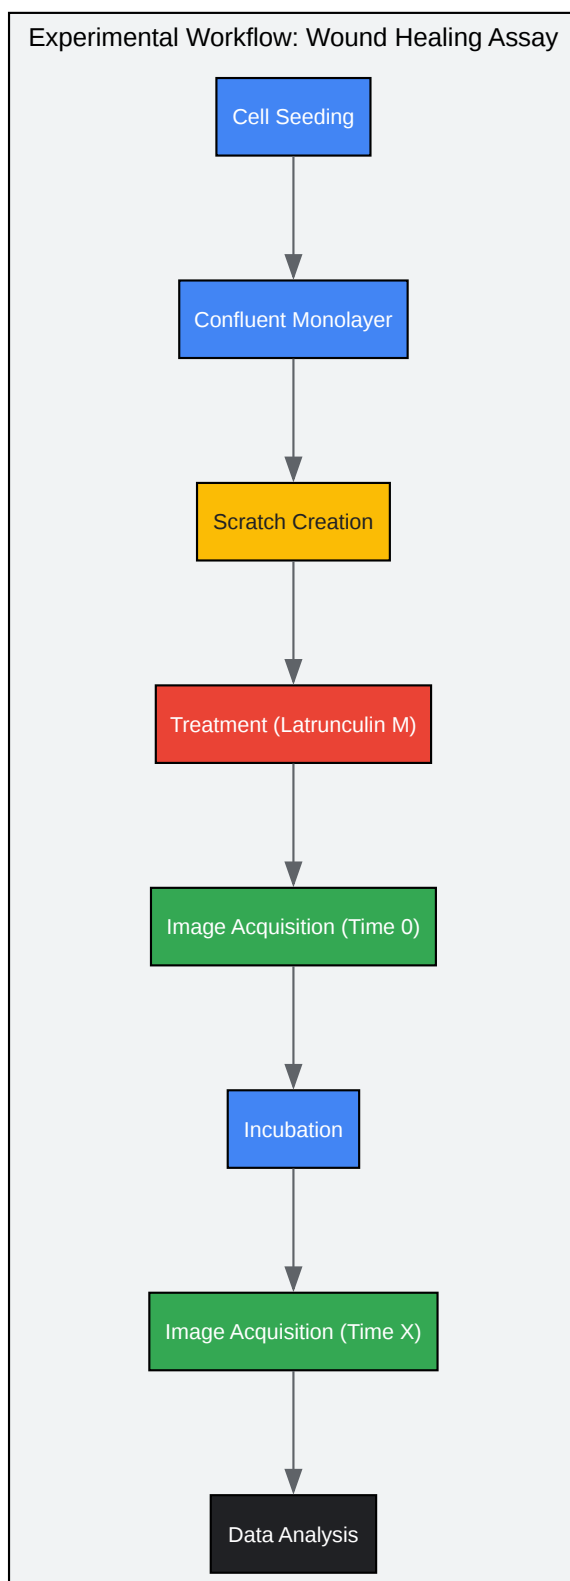 Experimental Workflow: Wound Healing Assay
Cell Seeding
Confluent Monolayer
Scratch Creation
Treatment (Latrunculin M)
Image Acquisition (Time 0)
Incubation
Image Acquisition (Time X)
Data Analysis